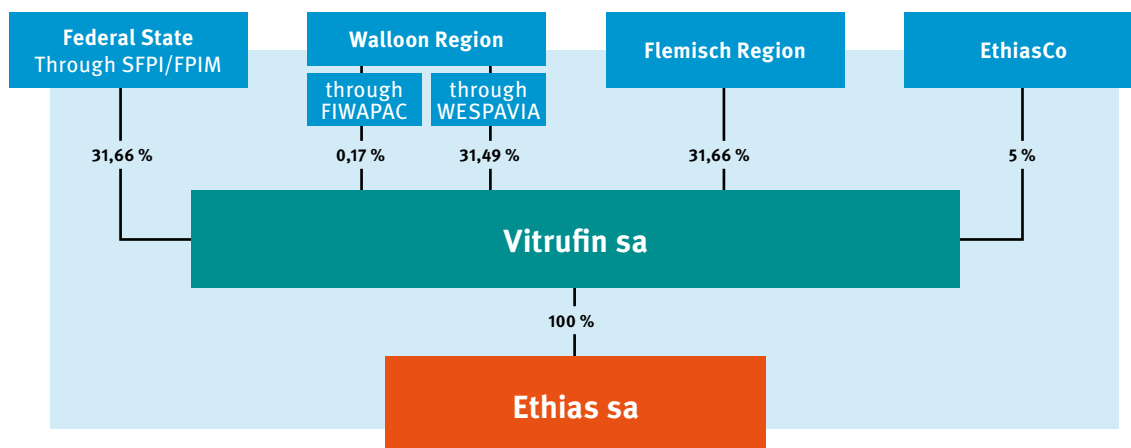 Federal State
Through SFPI/FPIM
Walloon Region
through
FIWAPAC
through
WESPAVIA
Flemisch Region
EthiasCo
31,66 %
0,17 %
31,49 %
31,66 %
5 %
Vitrufin sa
100 %
Ethias sa